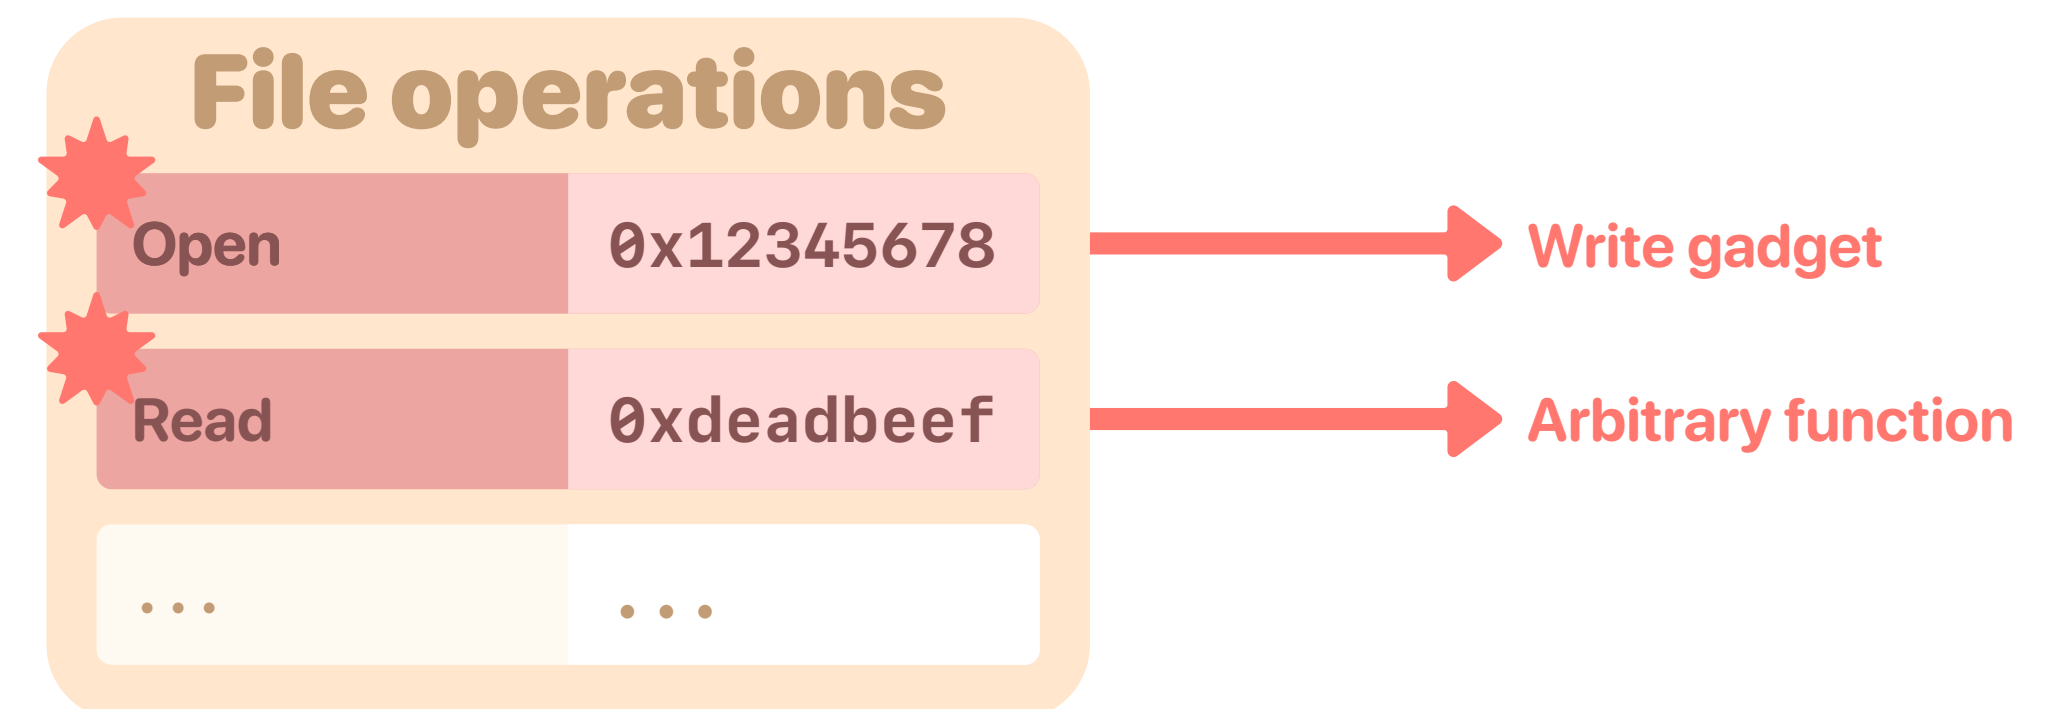 File operations
Open 0x12345678 Write gadget
Read 0xdeadbeef Arbitrary function
... ...